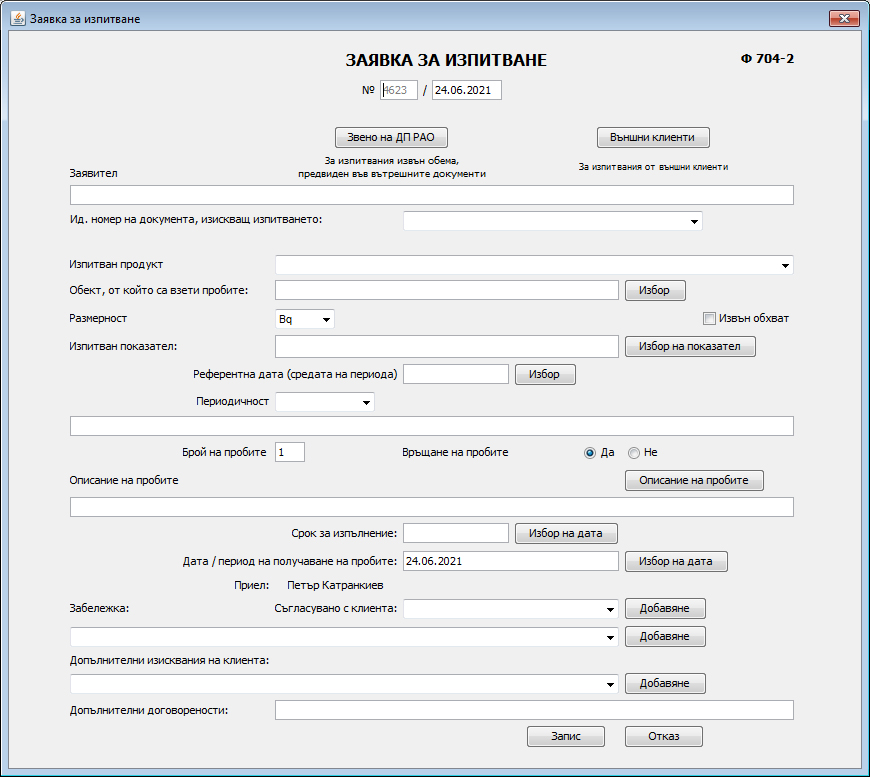 Заявка за изпитване
ЗАЯВКА ЗА ИЗПИТВАНЕ
Ф 704-2
№ 4623 / 24.06.2021
Звено на ДП РАО
Външни клиенти
За изпитвания извън обема,
предвиден във вътрешните документи
За изпитвания от външни клиенти
Заявител
Ид. номер на документа, изискващ изпитването:
Изпитван продукт
Обект, от който са взети пробите:
Избор
Размерност
Bq
Извън обхват
Изпитван показател:
Избор на показател
Референтна дата (средата на периода)
Избор
Периодичност
Брой на пробите 1
Връщане на пробите
Да
Не
Описание на пробите
Описание на пробите
Срок за изпълнение:
Избор на дата
Дата / период на получаване на пробите: 24.06.2021
Избор на дата
Приел: Петър Катранкиев
Забележка:
Съгласувано с клиента:
Добавяне
Добавяне
Допълнителни изисквания на клиента:
Добавяне
Допълнителни договорености:
Запис
Отказ